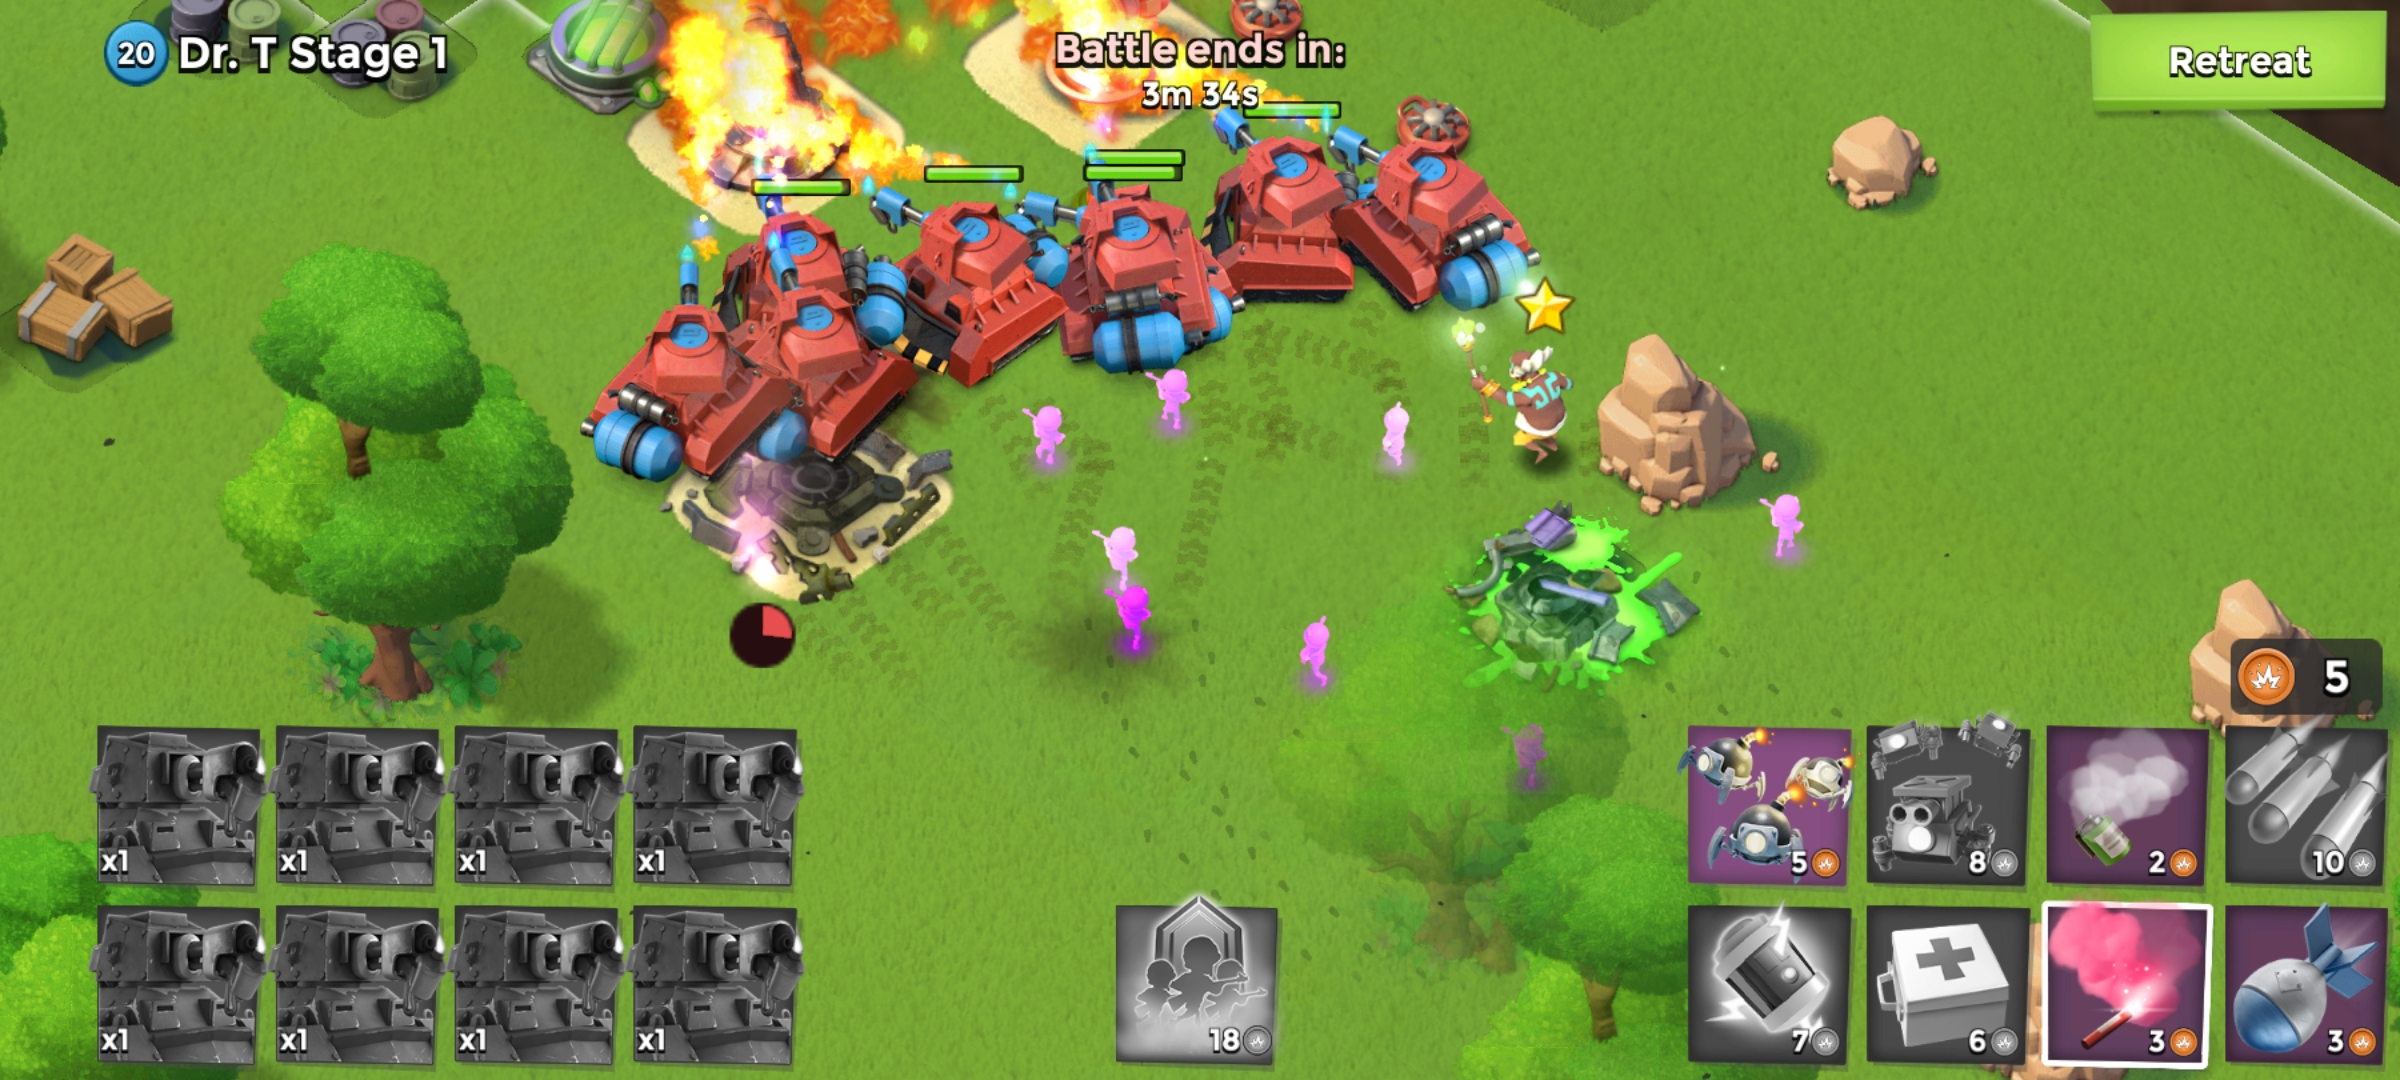 20 Dr. T Stage 1
Battle ends in:
3m 34s
Retreat
5
x1 x1 x1 x1
5 8 2 10
x1 x1 x1 x1
18
7 6 3 3